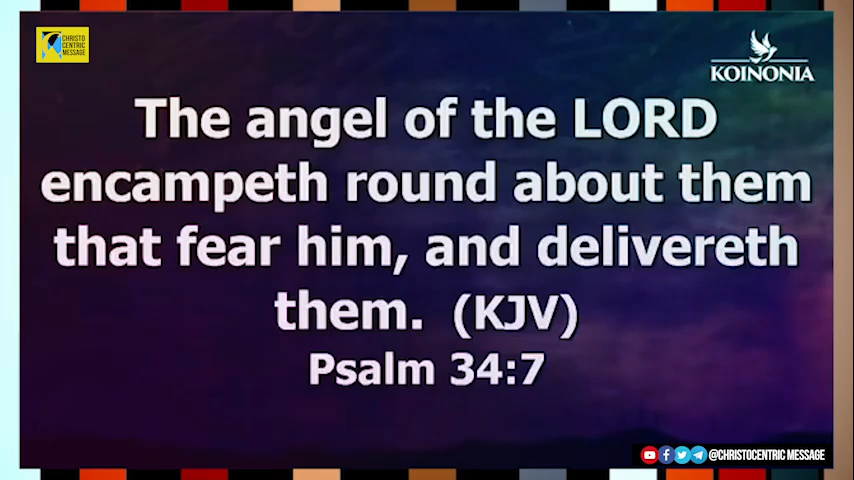 CHRISTO
CENTRIC
MESSAGE
KOINONIA
The angel of the LORD
encampeth round about them
that fear him, and delivereth
them. (KJV)
Psalm 34:7
@CHRISTOCENTRIC MESSAGE